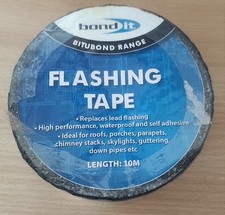 bond it
BITUBOND RANGE
FLASHING
TAPE
• Replaces lead flashing
• High performance, waterproof and self adhesive
• Ideal for roofs, porches, parapets,
chimney stacks, skylights, guttering,
down pipes etc
LENGTH: 10M